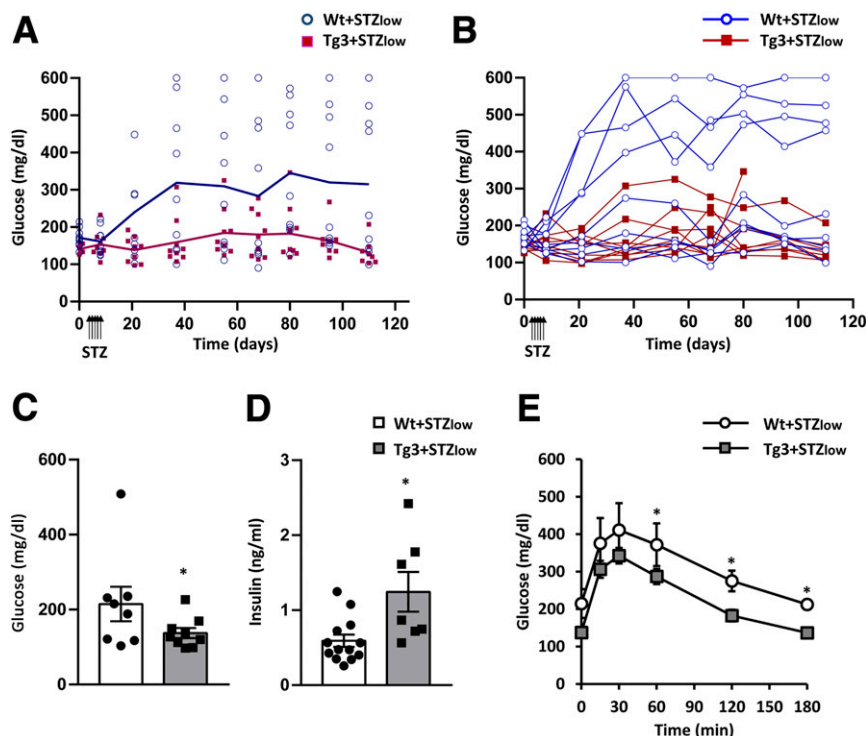 A
Wt+STZlow
Tg3+STZlow
Glucose (mg/dl)
600
500
400
300
200
100
0
0 20 40 60 80 100 120
STZ
Time (days)
B
Wt+STZlow
Tg3+STZlow
Glucose (mg/dl)
600
500
400
300
200
100
0
0 20 40 60 80 100 120
STZ
Time (days)
C
Glucose (mg/dl)
600
400
200
0
*
D
Wt+STZlow
Tg3+STZlow
Insulin (ng/ml)
3
2
1
0
*
E
Wt+STZlow
Tg3+STZlow
Glucose (mg/dl)
600
500
400
300
200
100
0
* * *
0 30 60 90 120 150 180
Time (min)